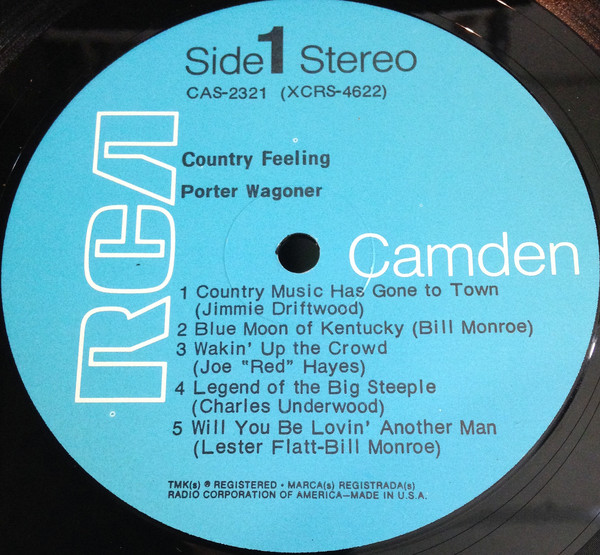 Side 1 Stereo
CAS-2321 (XCRS-4622)
RCA
Country Feeling
Porter Wagoner
Camden
1 Country Music Has Gone to Town
(Jimmie Driftwood)
2 Blue Moon of Kentucky (Bill Monroe)
3 Wakin' Up the Crowd
(Joe "Red" Hayes)
4 Legend of the Big Steeple
(Charles Underwood)
5 Will You Be Lovin' Another Man
(Lester Flatt-Bill Monroe)
TMK(s) ® REGISTERED • MARCA(s) REGISTRADA(s)
RADIO CORPORATION OF AMERICA—MADE IN U.S.A.